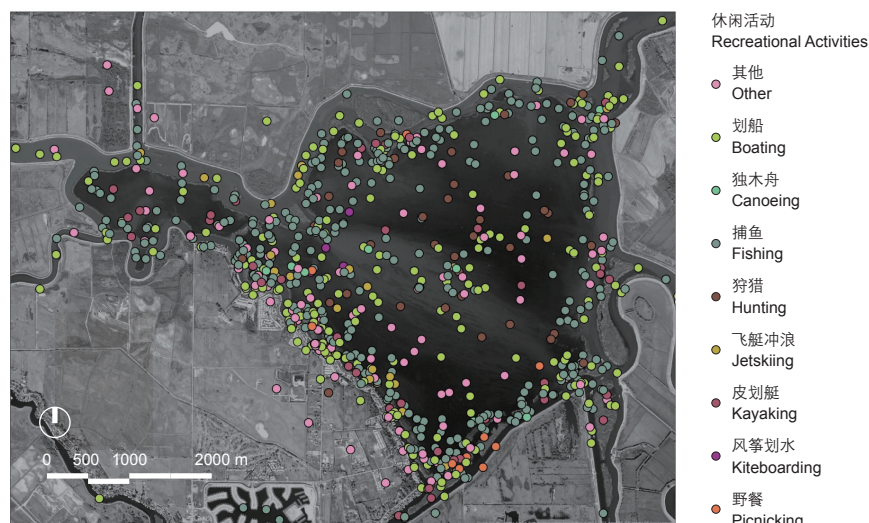 休闲活动
Recreational Activities
其他
Other
划船
Boating
独木舟
Canoeing
捕鱼
Fishing
狩猎
Hunting
飞艇冲浪
Jetskiing
皮划艇
Kayaking
风筝划水
Kiteboarding
野餐
Picnicking
0 500 1000 2000 m